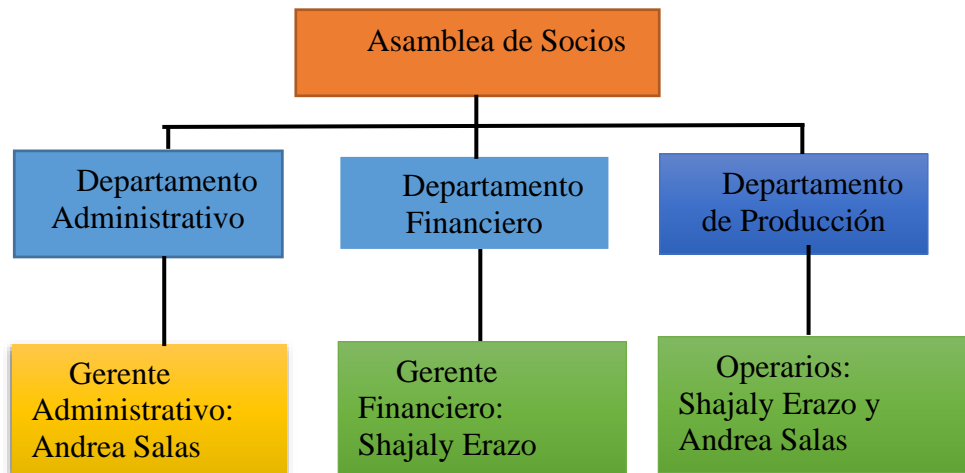 Asamblea de Socios
Departamento
Administrativo
Departamento
Financiero
Departamento
de Producción
Gerente
Administrativo:
Andrea Salas
Gerente
Financiero:
Shajaly Erazo
Operarios:
Shajaly Erazo y
Andrea Salas